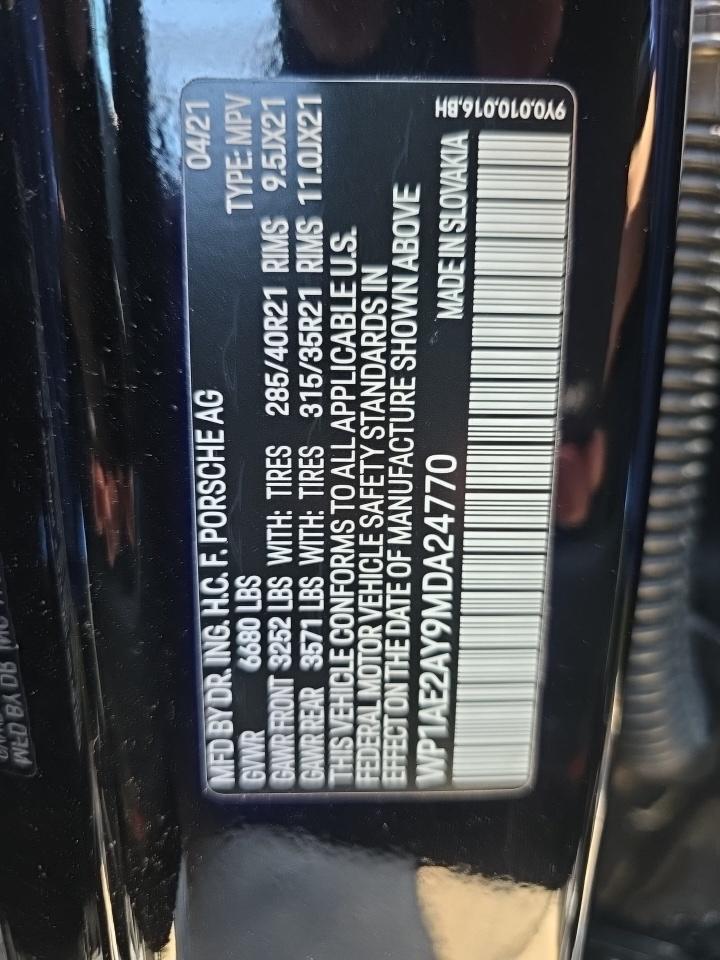 MFD BY DR. ING. H.C. F. PORSCHE AG 04/21
GVWR 6680 LBS TYPE: MPV
GAWR FRONT 3252 LBS WITH: TIRES 285/40R21 RIMS 9.5JX21
GAWR REAR 3571 LBS WITH: TIRES 315/35R21 RIMS 11.0JX21
THIS VEHICLE CONFORMS TO ALL APPLICABLE U.S.
FEDERAL MOTOR VEHICLE SAFETY STANDARDS IN
EFFECT ON THE DATE OF MANUFACTURE SHOWN ABOVE
WP1AE2AY9MDA24770 MADE IN SLOVAKIA
9Y0.010.016.BH